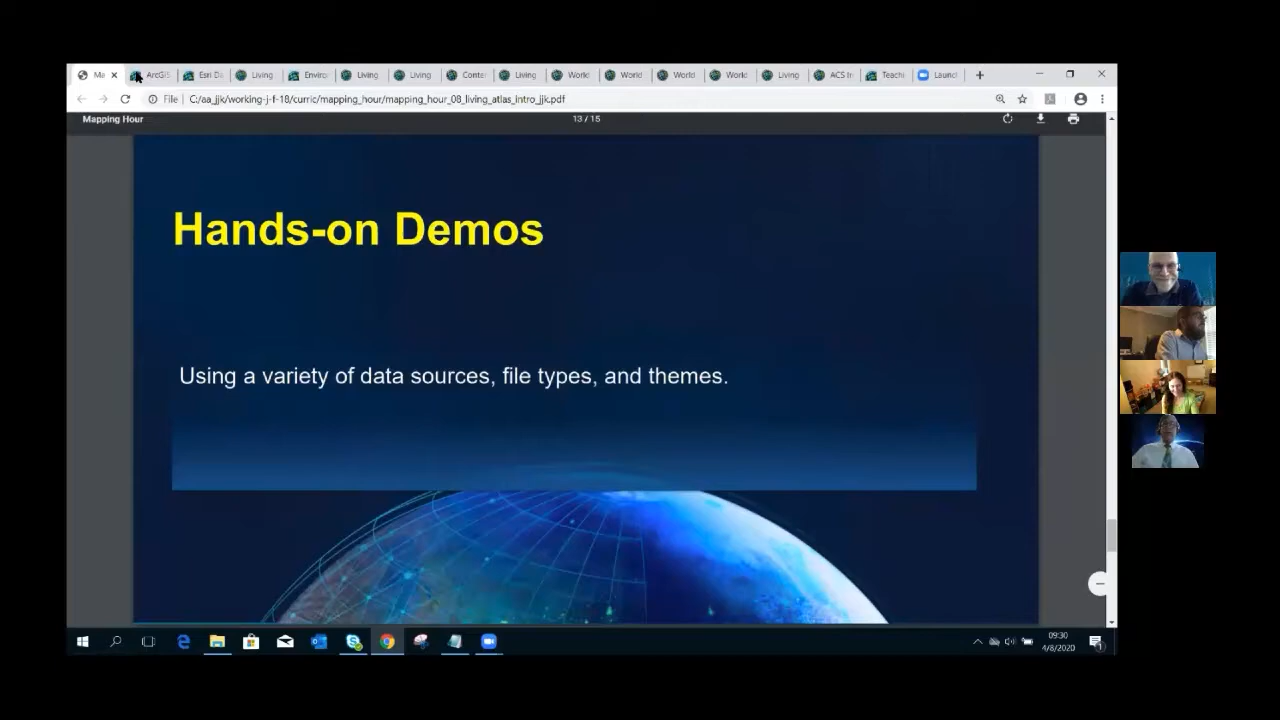 Ma
ArcGIS
Esri Da
Living
Enviro
Living
Living
Conte
Living
World
World
World
World
Living
ACS In
Teachi
Launc
File
C:/aa_jjk/working-j-f-18/curric/mapping_hour/mapping_hour_08_living_atlas_intro_jjk.pdf
Mapping Hour
13 / 15
Hands-on Demos
Using a variety of data sources, file types, and themes.
09:30
4/8/2020